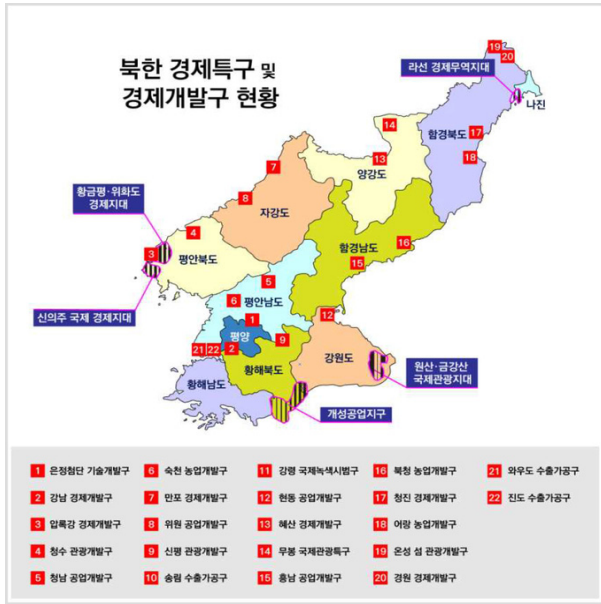 북한 경제특구 및
경제개발구 현황
19
20
라선 경제무역지대
나진
14
함경북도
17
18
13
양강도
7
8
자강도
황금평·위화도
경제지대
4
3
평안북도
함경남도
16
15
신의주 국제 경제지대
5
6
평안남도
12
1
평양
9
21
22
2
황해북도
강원도
원산·금강산
국제관광지대
황해남도
개성공업지구
1 은정첨단 기술개발구
2 강남 경제개발구
3 압록강 경제개발구
4 청수 관광개발구
5 청남 공업개발구
6 숙천 농업개발구
7 만포 경제개발구
8 위원 공업개발구
9 신평 관광개발구
10 송림 수출가공구
11 강령 국제녹색시범구
12 현동 공업개발구
13 혜산 경제개발구
14 무봉 국제관광특구
15 흥남 공업개발구
16 북청 농업개발구
17 청진 경제개발구
18 어랑 농업개발구
19 온성 섬 관광개발구
20 경원 경제개발구
21 와우도 수출가공구
22 진도 수출가공구